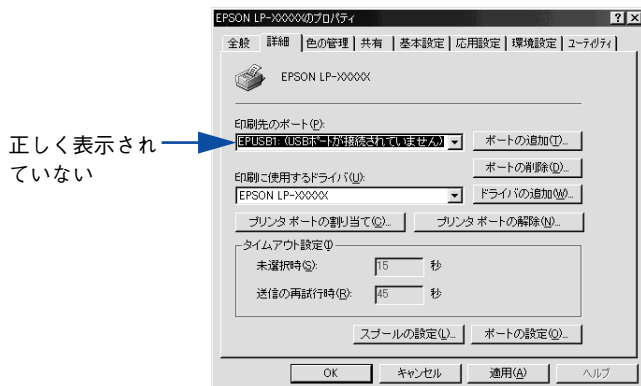 EPSON LP-XXXXXのプロパティ
全般 詳細 色の管理 共有 基本設定 応用設定 環境設定 ユーティリティ
EPSON LP-XXXXX
印刷先のポート(P):
EPUSB1: (USBポートが接続されていません) ポートの追加(T)...
正しく表示され
ていない
ポートの削除(D)...
印刷に使用するドライバ(U):
EPSON LP-XXXXX ドライバの追加(W)...
プリンタ ポートの割り当て(C)... プリンタ ポートの解除(N)...
タイムアウト設定(I)
未選択時(S): 15 秒
送信の再試行時(R): 45 秒
スプールの設定(L)... ポートの設定(O)...
OK キャンセル 適用(A) ヘルプ